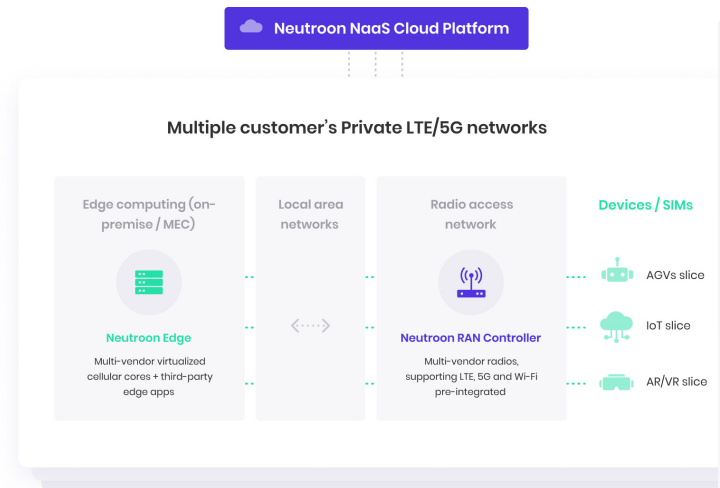 Neutroon NaaS Cloud Platform
Multiple customer's Private LTE/5G networks
Edge computing (on-
premise / MEC)
Neutroon Edge
Multi-vendor virtualized
cellular cores + third-party
edge apps
Local area
networks
Radio access
network
Neutroon RAN Controller
Multi-vendor radios,
supporting LTE, 5G and Wi-Fi
pre-integrated
Devices / SIMs
AGVs slice
IoT slice
AR/VR slice